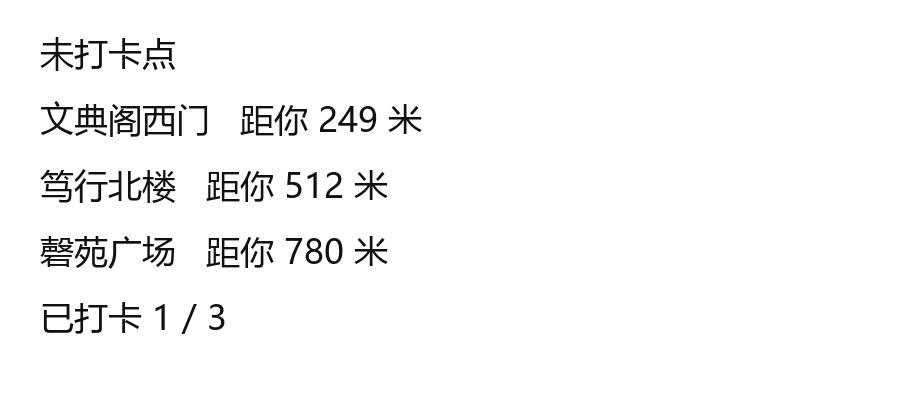 未打卡点
文典阁西门 距你 249 米
笃行北楼 距你 512 米
磬苑广场 距你 780 米
已打卡 1 / 3